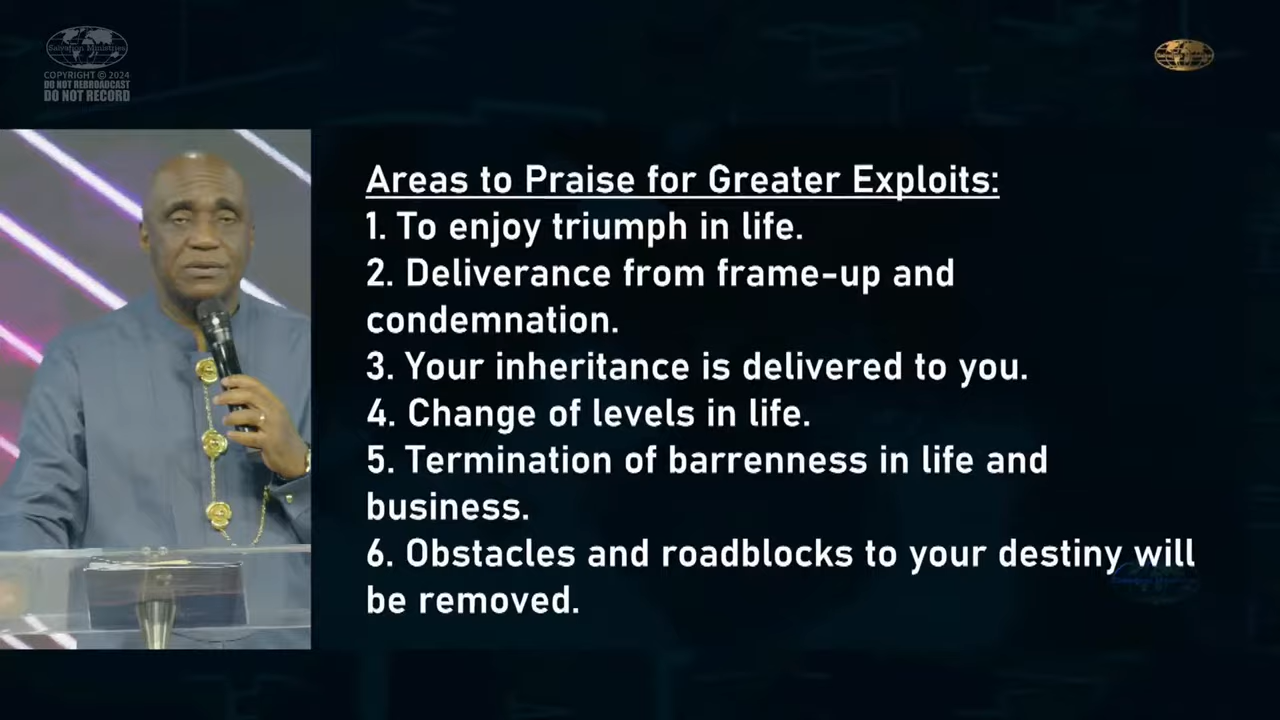 Salvation Ministries
COPYRIGHT © 2024
DO NOT REBROADCAST
DO NOT RECORD
Areas to Praise for Greater Exploits:
1. To enjoy triumph in life.
2. Deliverance from frame-up and
condemnation.
3. Your inheritance is delivered to you.
4. Change of levels in life.
5. Termination of barrenness in life and
business.
6. Obstacles and roadblocks to your destiny will
be removed.